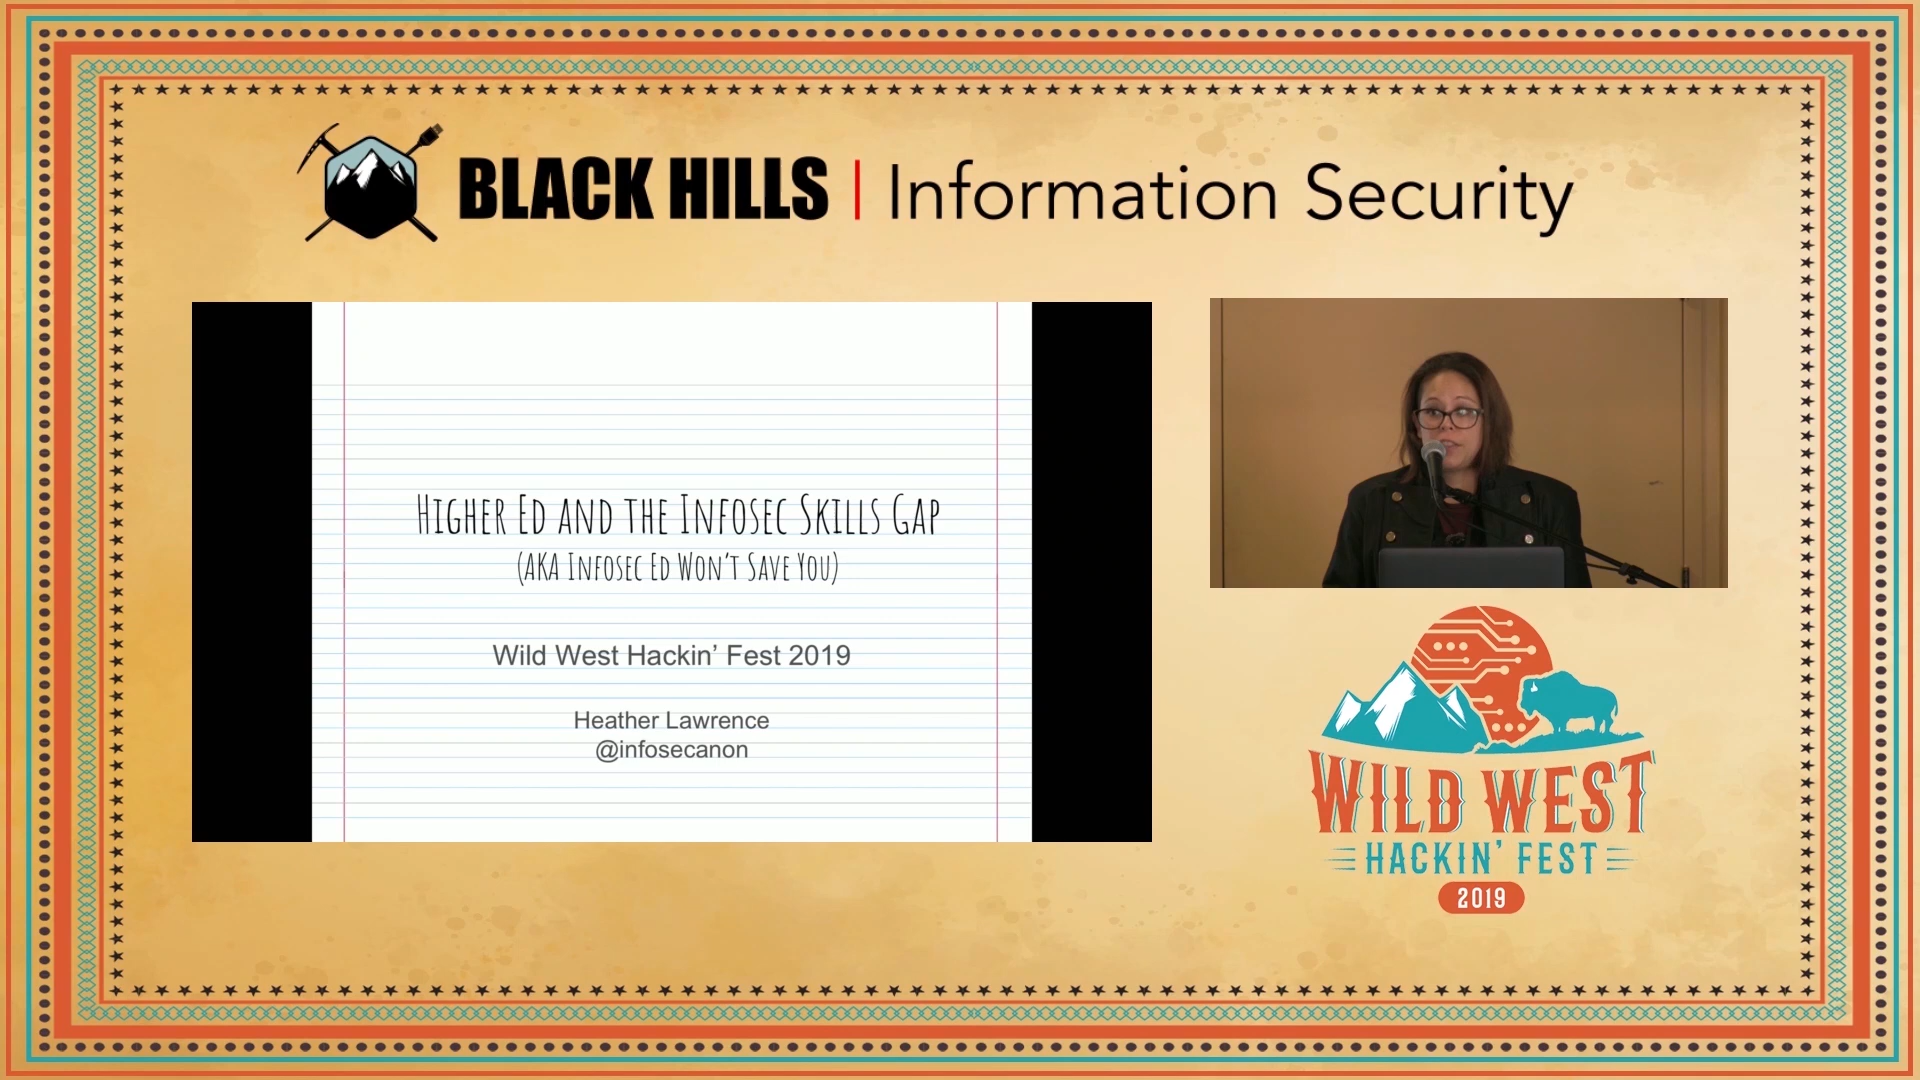 BLACK HILLS | Information Security
HIGHER ED AND THE INFOSEC SKILLS GAP
(AKA INFOSEC ED WON'T SAVE YOU)
Wild West Hackin' Fest 2019
Heather Lawrence
@infosecanon
WILD WEST
HACKIN' FEST
2019